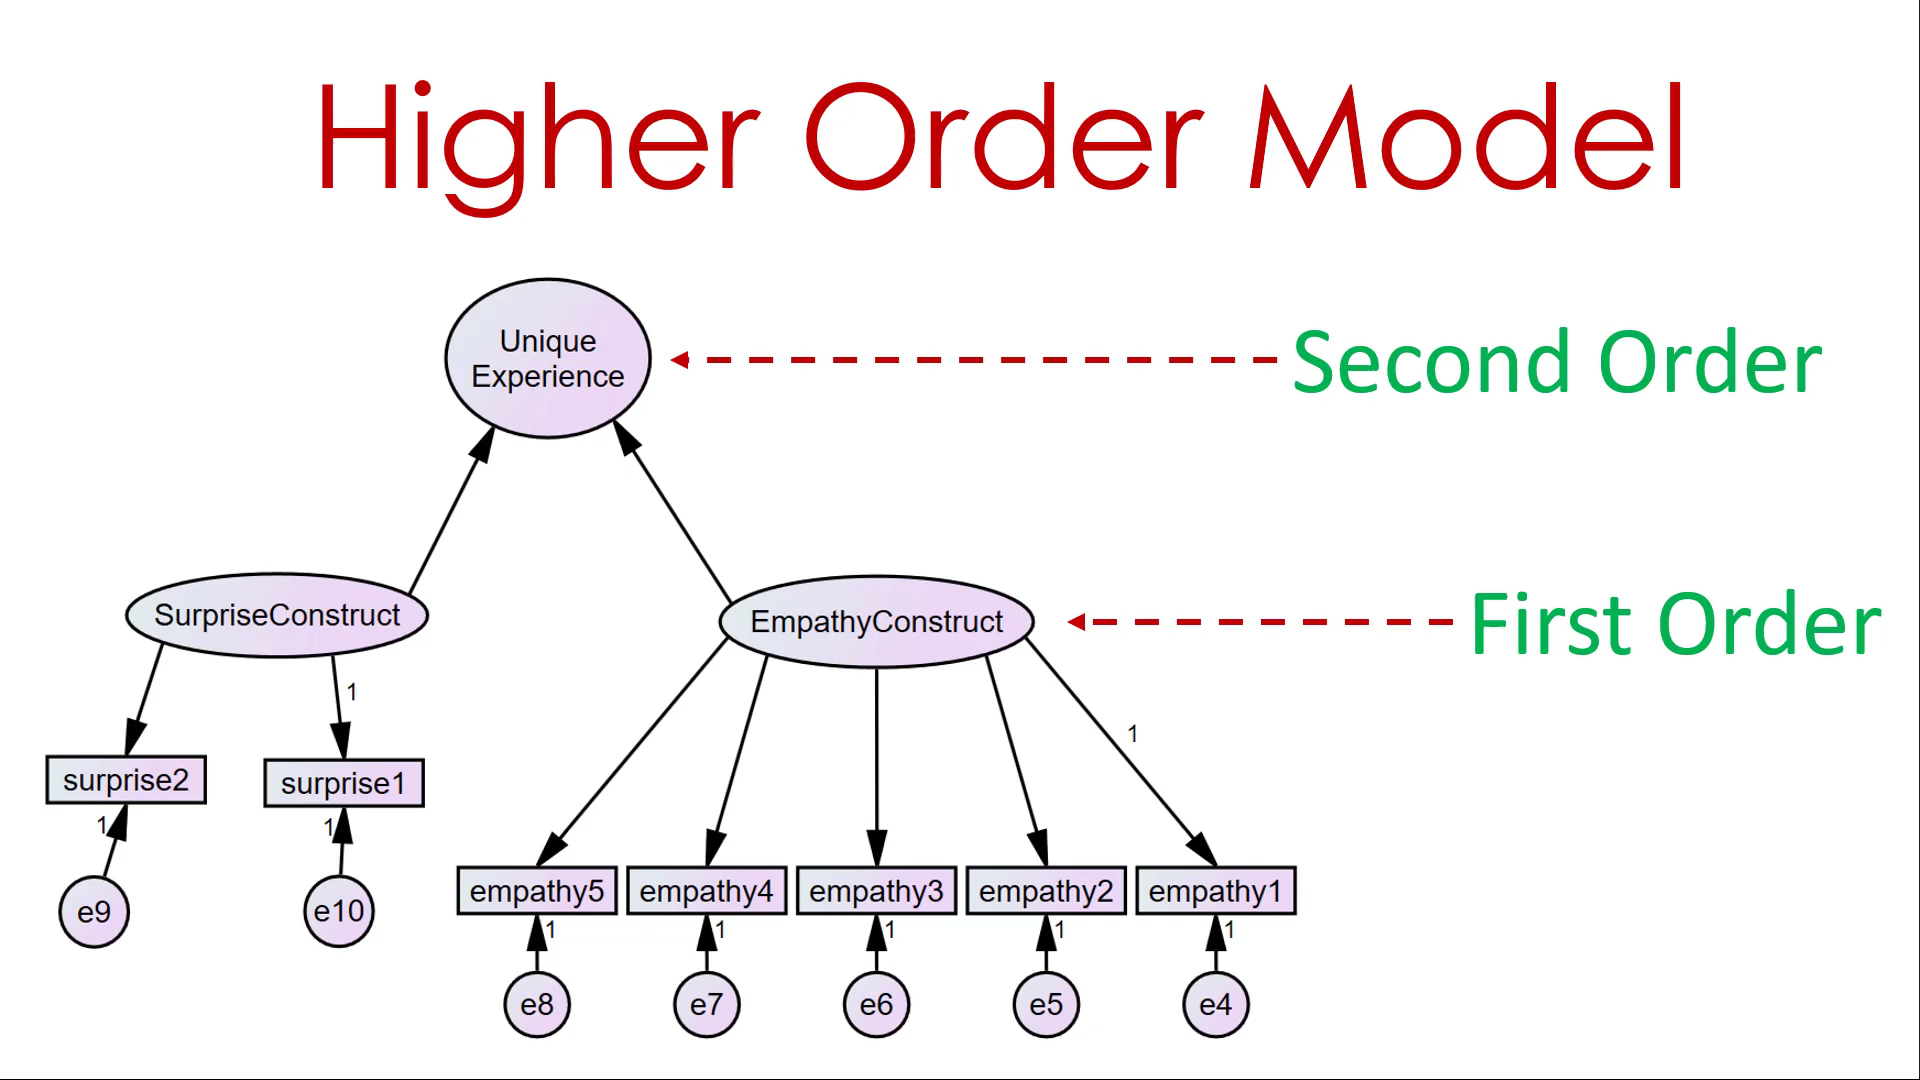 Higher Order Model
Unique
Experience
Second Order
SurpriseConstruct
EmpathyConstruct
First Order
1
1
surprise2
surprise1
1
1
empathy5
empathy4
empathy3
empathy2
empathy1
e9
e10
1
1
1
1
1
e8
e7
e6
e5
e4